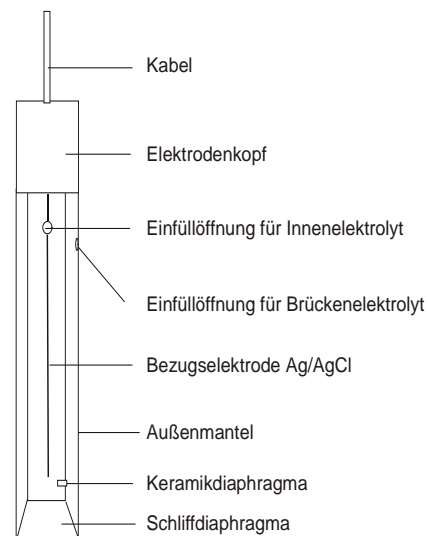 Kabel
Elektrodenkopf
Einfüllöffnung für Innenelektrolyt
Einfüllöffnung für Brückenelektrolyt
Bezugselektrode Ag/AgCl
Außenmantel
Keramikdiaphragma
Schliffdiaphragma